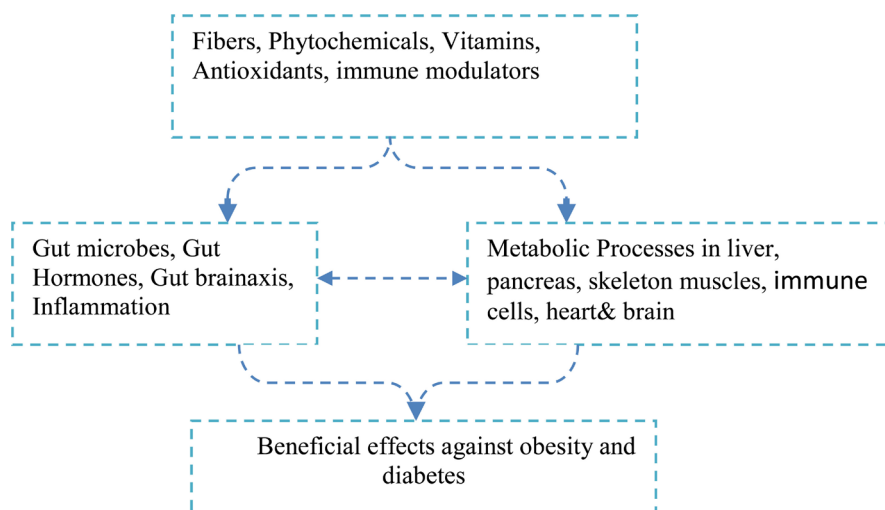 Fibers, Phytochemicals, Vitamins,
Antioxidants, immune modulators
Gut microbes, Gut
Hormones, Gut brainaxis,
Inflammation
Metabolic Processes in liver,
pancreas, skeleton muscles, immune
cells, heart& brain
Beneficial effects against obesity and
diabetes